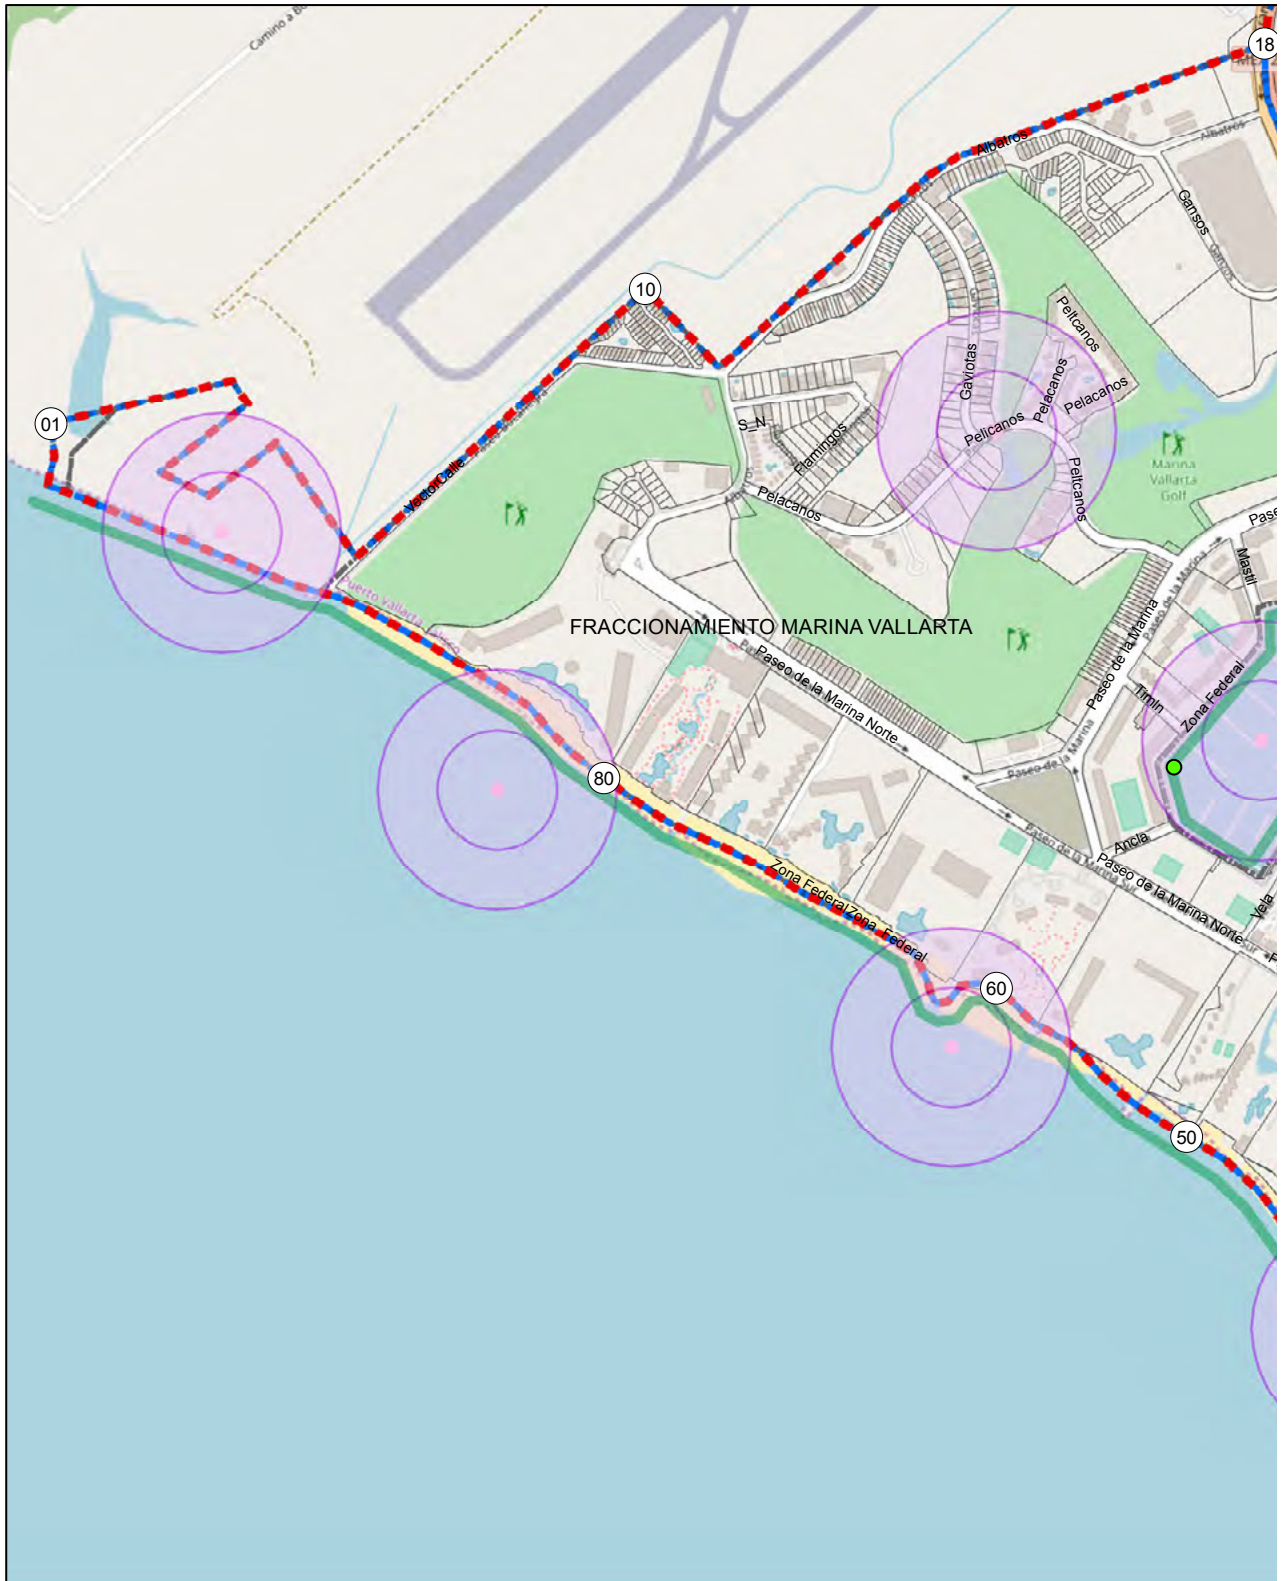 Camino a Bo
18
Albatros
Albatros
Gansos
Gansos
10
Peltcanos
Gaviotas
Pelacanos
Pelacanos
Pelicanos
01
S_N
Flamingos
Marina
Vallarta
Golf
VectorCalle
Peltcanos
Pelacanos
Pase
Mastil
Puerto Vallarta
FRACCIONAMIENTO MARINA VALLARTA
Paseo de la Marina
Paseo de la Marina
Zona Federal
Timln
Paseo de la Marina Norte
Paseo de la Marina
80
Ancla
Paseo de la Marina Sur
Paseo de la Marina Norte
Vela
Zona Federal
Zona Federal
60
50